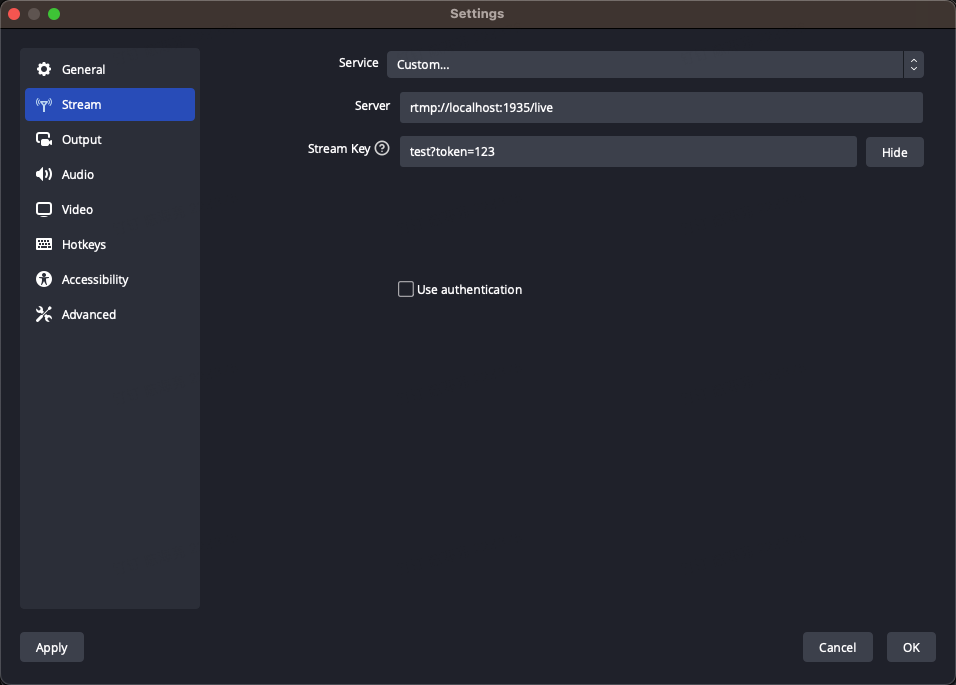 Settings
General
Stream
Output
Audio
Video
Hotkeys
Accessibility
Advanced
Service Custom...
Server rtmp://localhost:1935/live
Stream Key ? test?token=123 Hide
Use authentication
Apply Cancel OK